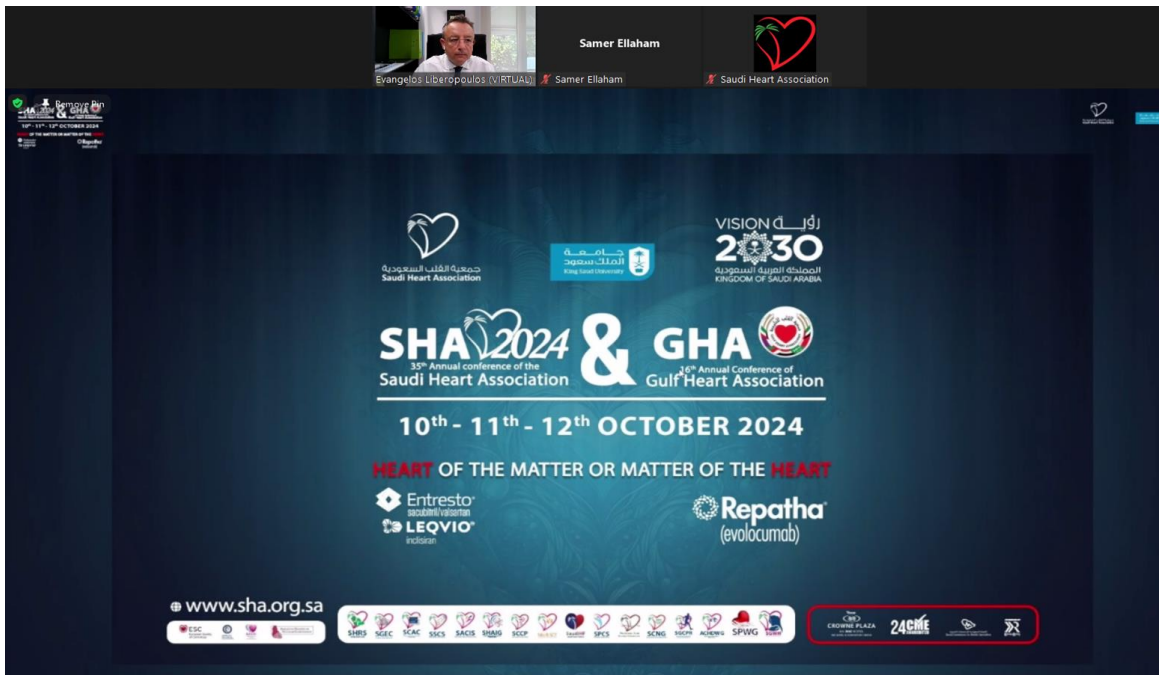 Samer Ellaham
Evangelos Liberopoulos (VIRTUAL)
Samer Ellaham
Saudi Heart Association
Remove Pin
جمعية القلب السعودية
Saudi Heart Association
جـامـعـة
الملك سعود
King Saud University
VISION رؤيــة
2030
المملكة العربية السعودية
KINGDOM OF SAUDI ARABIA
SHA 2024 & GHA
35th Annual conference of the
Saudi Heart Association
16th Annual Conference of
Gulf Heart Association
10th - 11th - 12th OCTOBER 2024
HEART OF THE MATTER OR MATTER OF THE HEART
Entresto
sacubitril/valsartan
LEQVIO®
inclisiran
Repatha
(evolocumab)
www.sha.org.sa
ESC
SHRS SGEC SCAC SSCS SACIS SHAIG SCCP SPCS SCNG SGCPR ACHDWG SPWG
CROWNE PLAZA
24CME